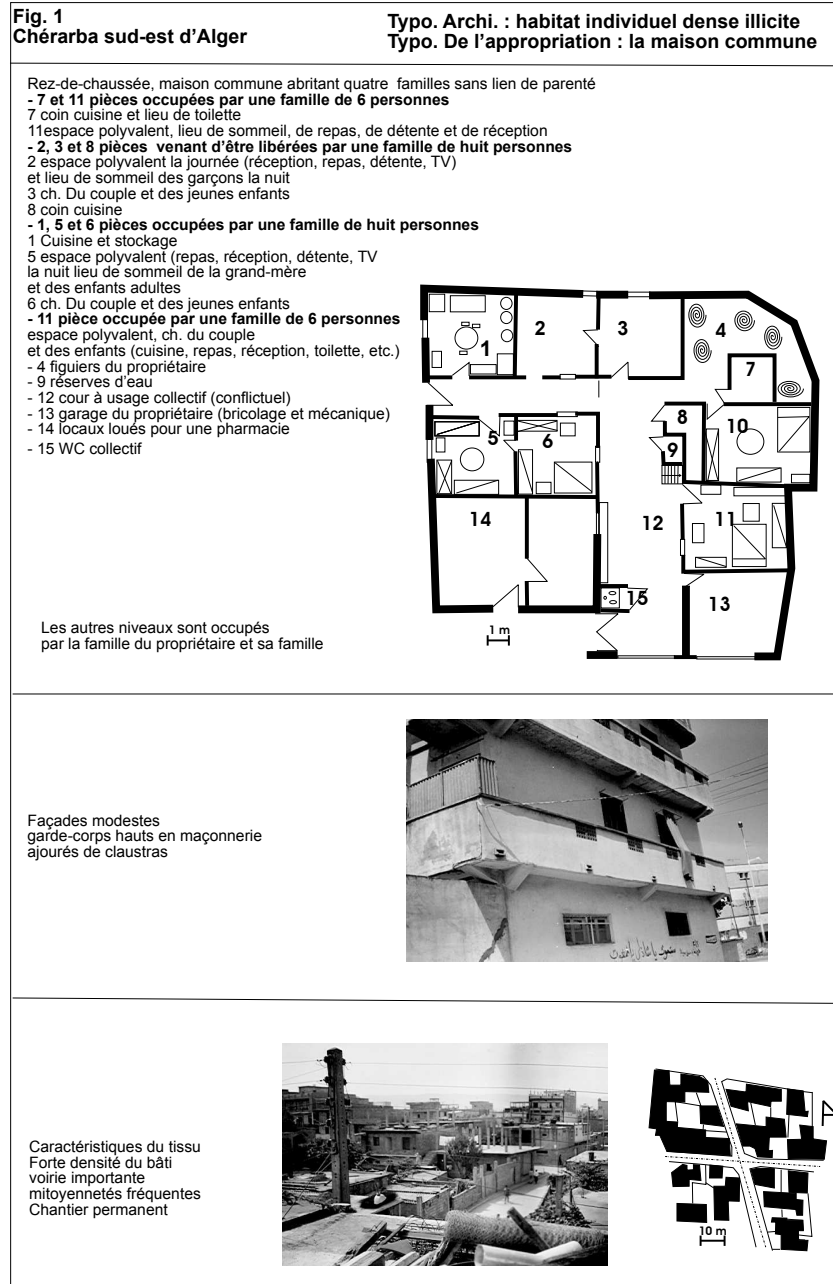 Fig. 1
Chérarba sud-est d'Alger
Typo. Archi. : habitat individuel dense illicite
Typo. De l'appropriation : la maison commune
Rez-de-chaussée, maison commune abritant quatre familles sans lien de parenté
- 7 et 11 pièces occupées par une famille de 6 personnes
7 coin cuisine et lieu de toilette
11espace polyvalent, lieu de sommeil, de repas, de détente et de réception
- 2, 3 et 8 pièces venant d'être libérées par une famille de huit personnes
2 espace polyvalent la journée (réception, repas, détente, TV)
et lieu de sommeil des garçons la nuit
3 ch. Du couple et des jeunes enfants
8 coin cuisine
- 1, 5 et 6 pièces occupées par une famille de huit personnes
1 Cuisine et stockage
5 espace polyvalent (repas, réception, détente, TV
la nuit lieu de sommeil de la grand-mère
et des enfants adultes
6 ch. Du couple et des jeunes enfants
- 11 pièce occupée par une famille de 6 personnes
espace polyvalent, ch. du couple
et des enfants (cuisine, repas, réception, toilette, etc.)
- 4 figuiers du propriétaire
- 9 réserves d'eau
- 12 cour à usage collectif (conflictuel)
- 13 garage du propriétaire (bricolage et mécanique)
- 14 locaux loués pour une pharmacie
- 15 WC collectif
1
2
3
4
7
5
6
8
9
10
14
12
11
15
13
1 m
Les autres niveaux sont occupés
par la famille du propriétaire et sa famille
Façades modestes
garde-corps hauts en maçonnerie
ajourés de claustras
Caractéristiques du tissu
Forte densité du bâti
voirie importante
mitoyennetés fréquentes
Chantier permanent
10 m